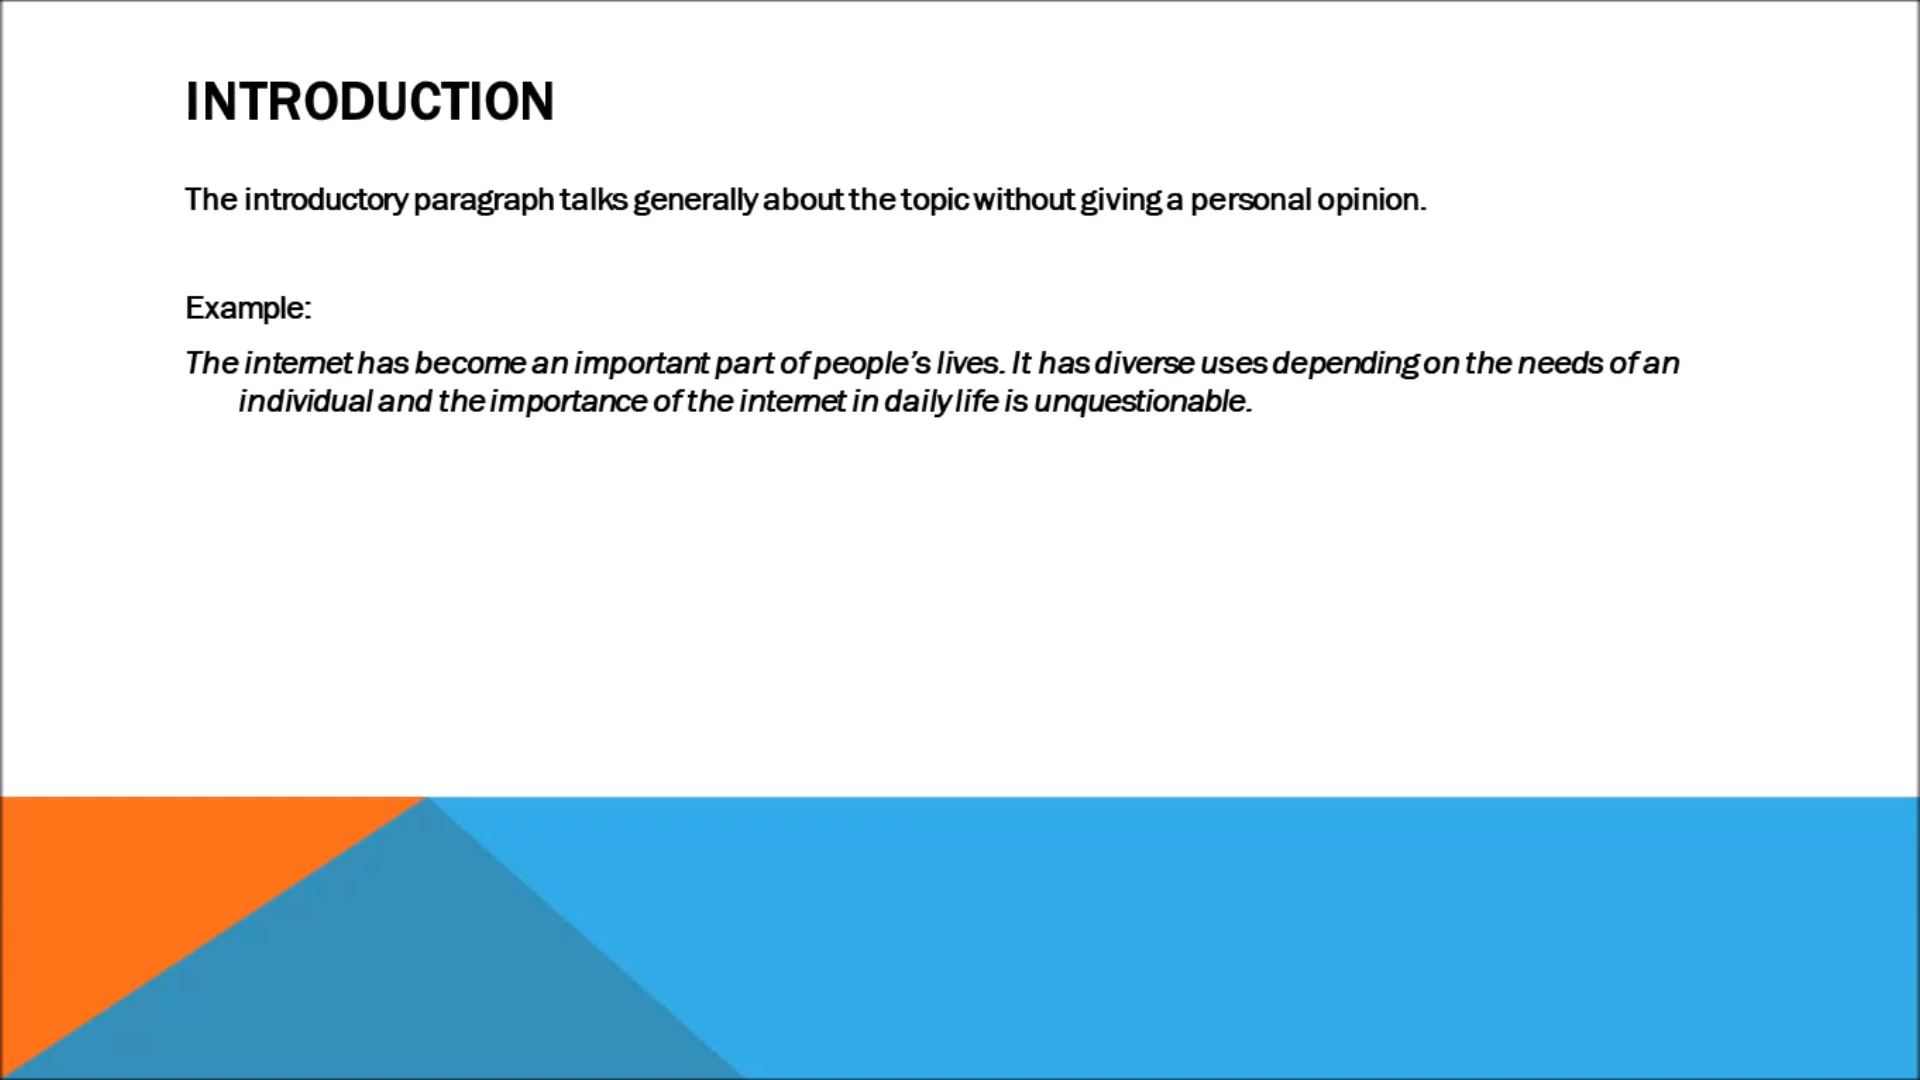 INTRODUCTION
The introductory paragraph talks generally about the topic without giving a personal opinion.
Example:
The internet has become an important part of people’s lives. It has diverse uses depending on the needs of an
individual and the importance of the internet in daily life is unquestionable.